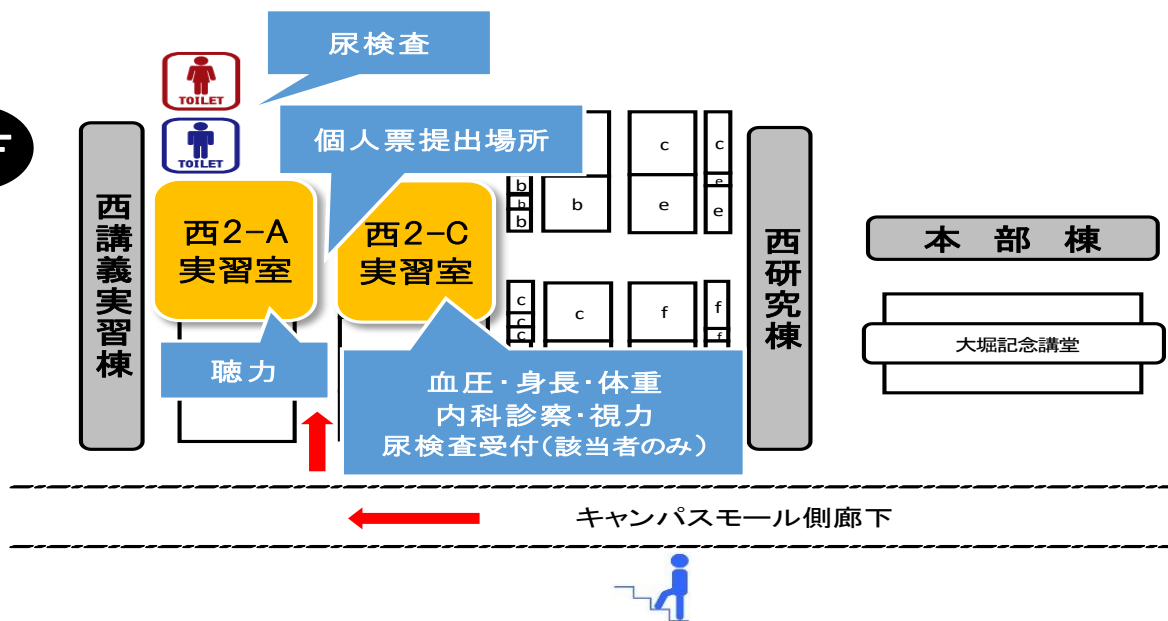 尿検査
TOILET
個人票提出場所
TOILET
西講義実習棟
西2-A
実習室
西2-C
実習室
c
c
b
b
b
b
e
e
e
西研究棟
本部棟
大堀記念講堂
c
c
c
c
f
f
f
聴力
血圧・身長・体重
内科診察・視力
尿検査受付(該当者のみ)
キャンパスモール側廊下